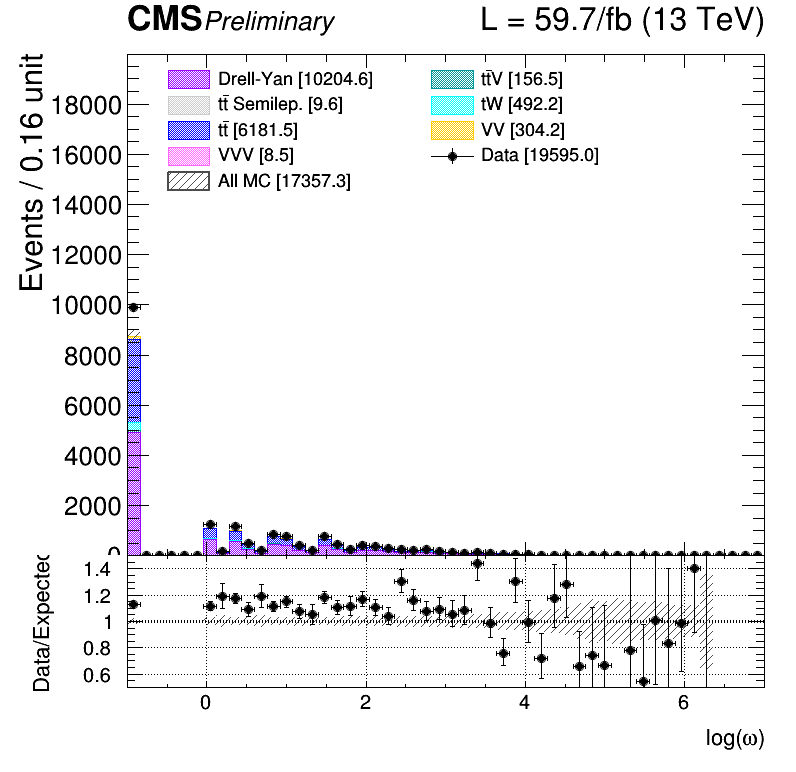 CMS Preliminary L = 59.7/fb (13 TeV)
Events / 0.16 unit
18000
16000
14000
12000
10000
8000
6000
4000
2000
0
Drell-Yan [10204.6]
tt̄ Semilep. [9.6]
tt̄ [6181.5]
VVV [8.5]
All MC [17357.3]
tt̄V [156.5]
tW [492.2]
VV [304.2]
Data [19595.0]
Data/Expected
1.4
1.2
1
0.8
0.6
0 2 4 6
log(ω)